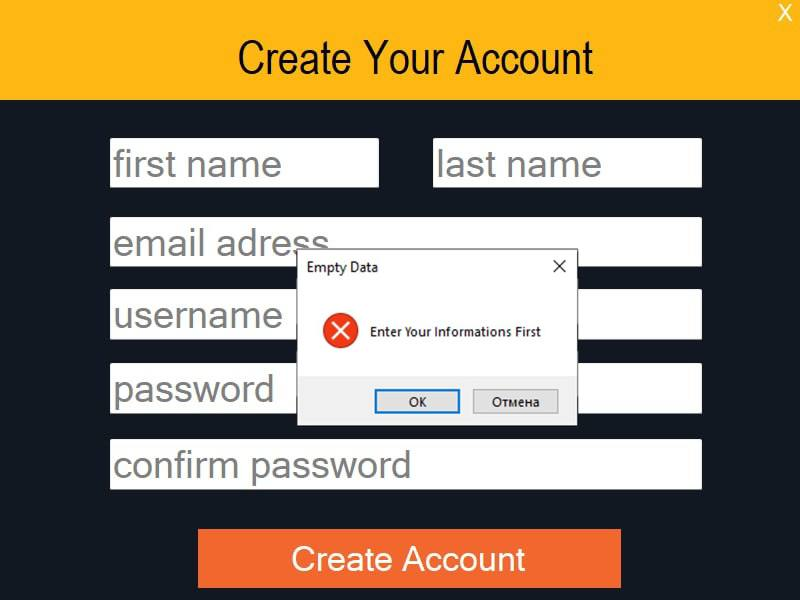 X
Create Your Account
first name
last name
email adress
Empty Data
username
Enter Your Informations First
password
OK
Отмена
confirm password
Create Account